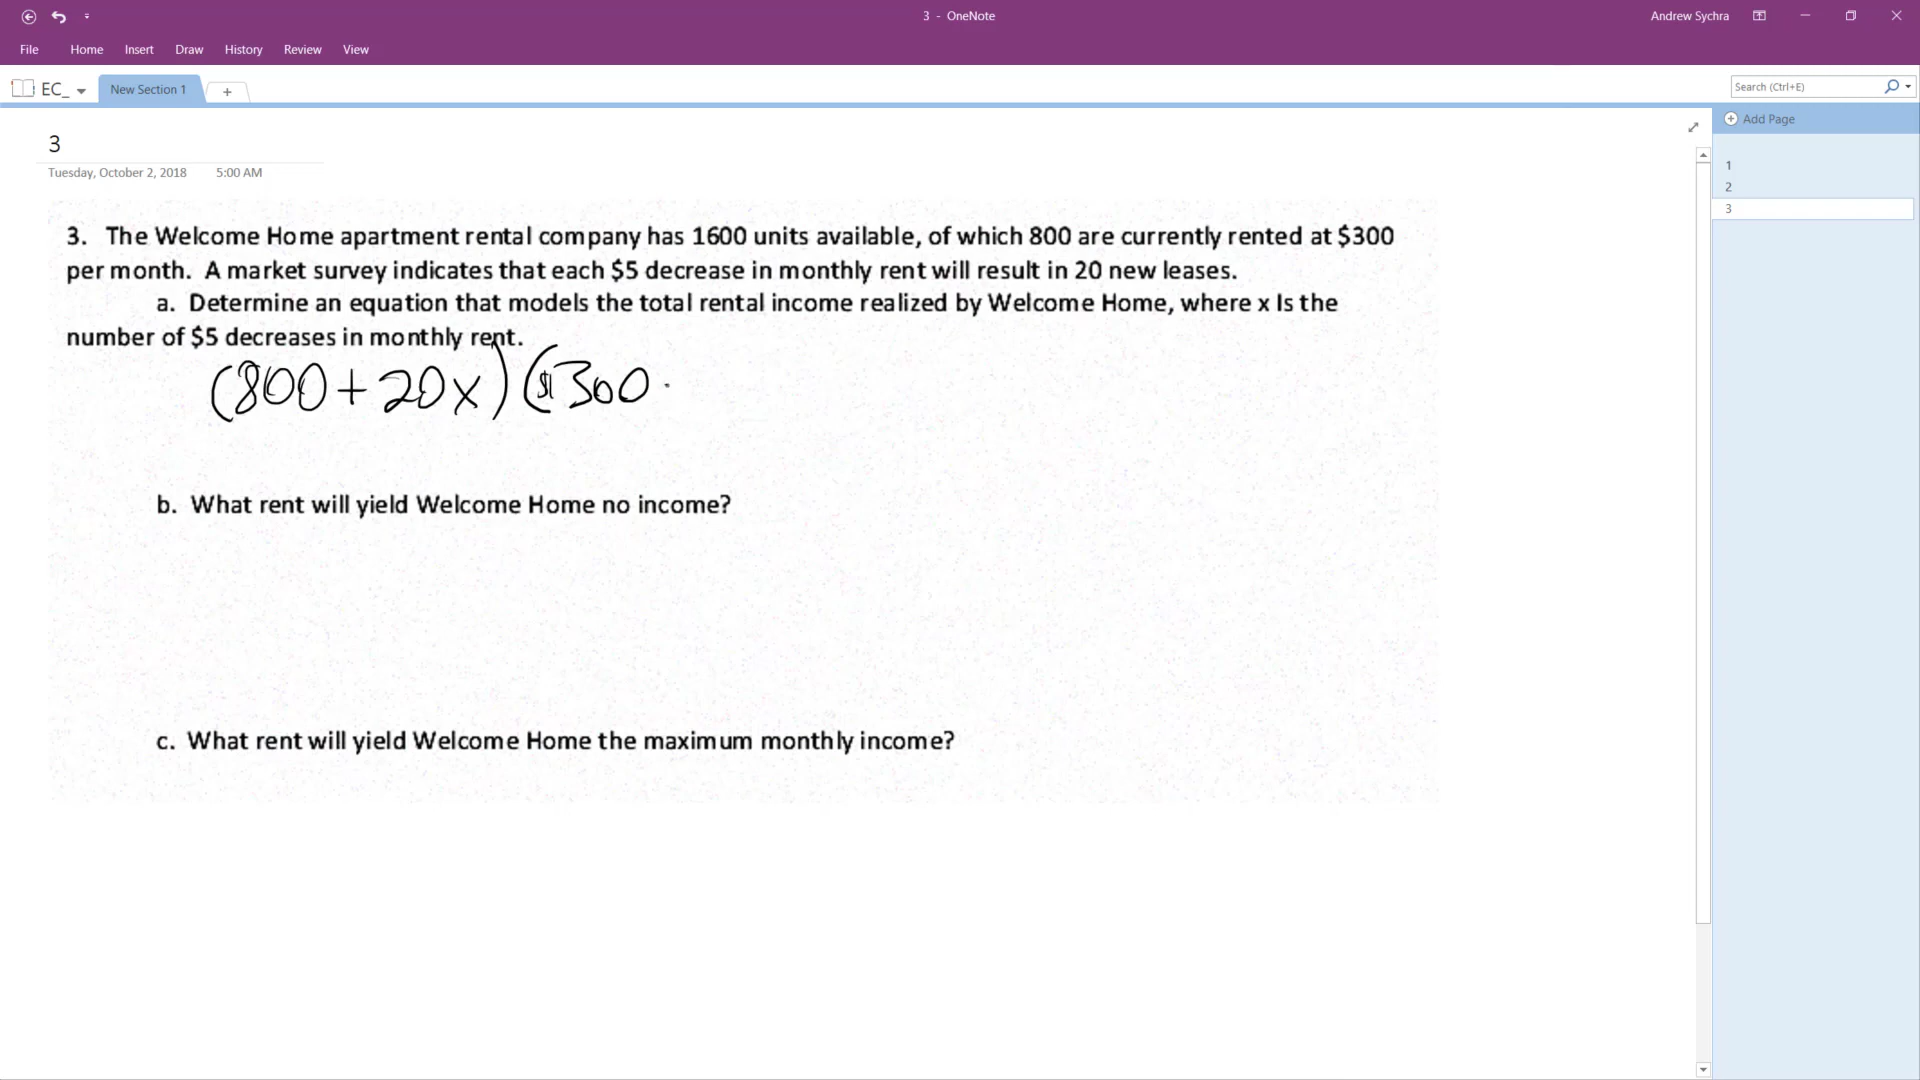 3 - OneNote
Andrew Sychra
File Home Insert Draw History Review View
EC_
New Section 1
+
Search (Ctrl+E)
Add Page
1
2
3
3
Tuesday, October 2, 2018 5:00 AM
3. The Welcome Home apartment rental company has 1600 units available, of which 800 are currently rented at $300
per month. A market survey indicates that each $5 decrease in monthly rent will result in 20 new leases.
a. Determine an equation that models the total rental income realized by Welcome Home, where x Is the
number of $5 decreases in monthly rent.
(800+20x)($300
b. What rent will yield Welcome Home no income?
c. What rent will yield Welcome Home the maximum monthly income?